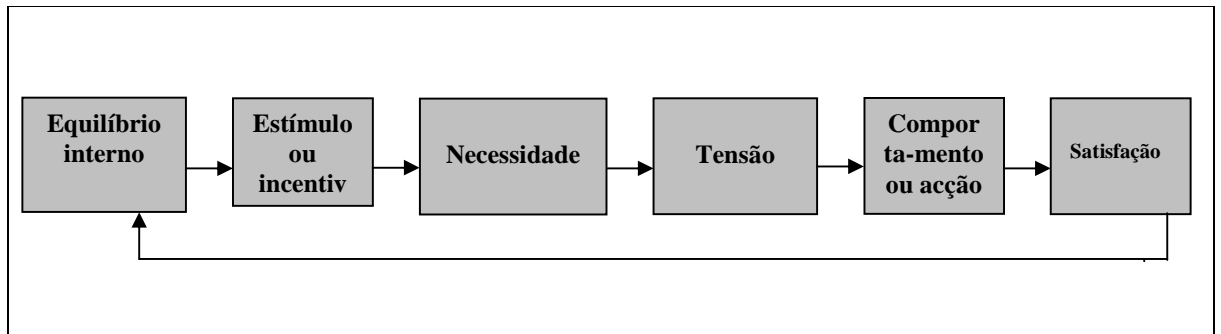 Equilíbrio
interno
Estímulo
ou
incentiv
Necessidade
Tensão
Compor
ta-mento
ou acção
Satisfação